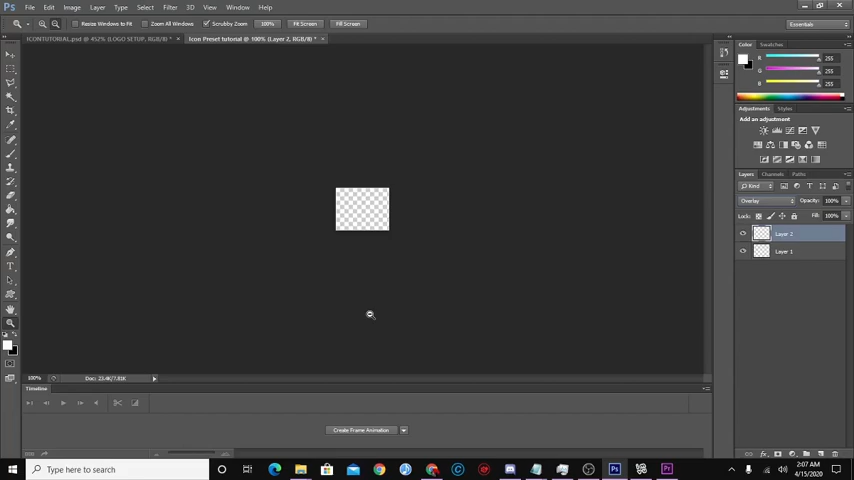 Ps File Edit Image Layer Type Select Filter 3D View Window Help
Resize Windows to Fit Zoom All Windows Scrubby Zoom 100% Fit Screen Fill Screen Essentials
ICONTUTORIAL.psd @ 452% (LOGO SETUP, RGB/8) * × Icon Preset tutorial @ 100% (Layer 2, RGB/8) * ×
Color Swatches
R 255
G 255
B 255
Adjustments Styles
Add an adjustment
Layers Channels Paths
Kind
Overlay Opacity: 100%
Lock: Fill: 100%
Layer 2
Layer 1
100% Doc: 23.4K/7.81K
Timeline
Create Frame Animation
Type here to search
Ps
Pr
2:07 AM
4/15/2020